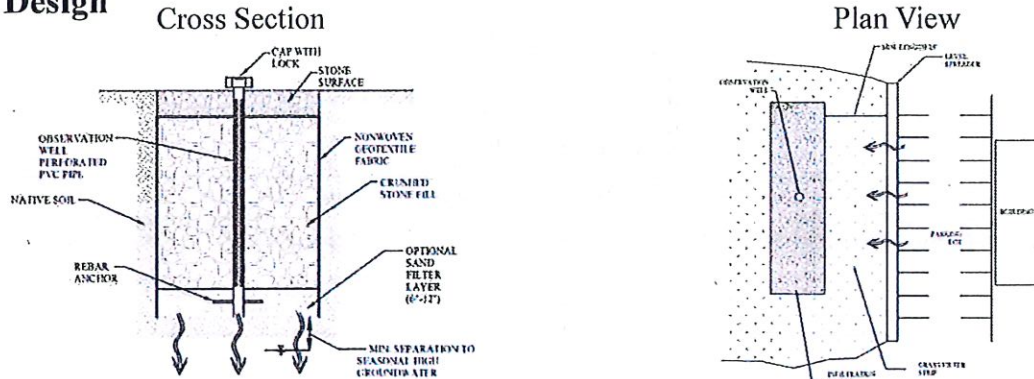 Design
Cross Section
CAP WITH
LOCK
STONE
SURFACE
OBSERVATION
WELL
PERFORATED
PVC PIPE
NONWOVEN
GEOTEXTILE
FABRIC
CRUSHED
STONE FILL
NATIVE SOIL
OPTIONAL
SAND
FILTER
LAYER
(6"-12")
REBAR
ANCHOR
MIN. SEPARATION TO
SEASONAL HIGH
GROUNDWATER
Plan View
LEVEL
SPREADER
OBSERVATION
WELL
BUILDING
PARKING
LOT
GRASS FILTER
STRIP